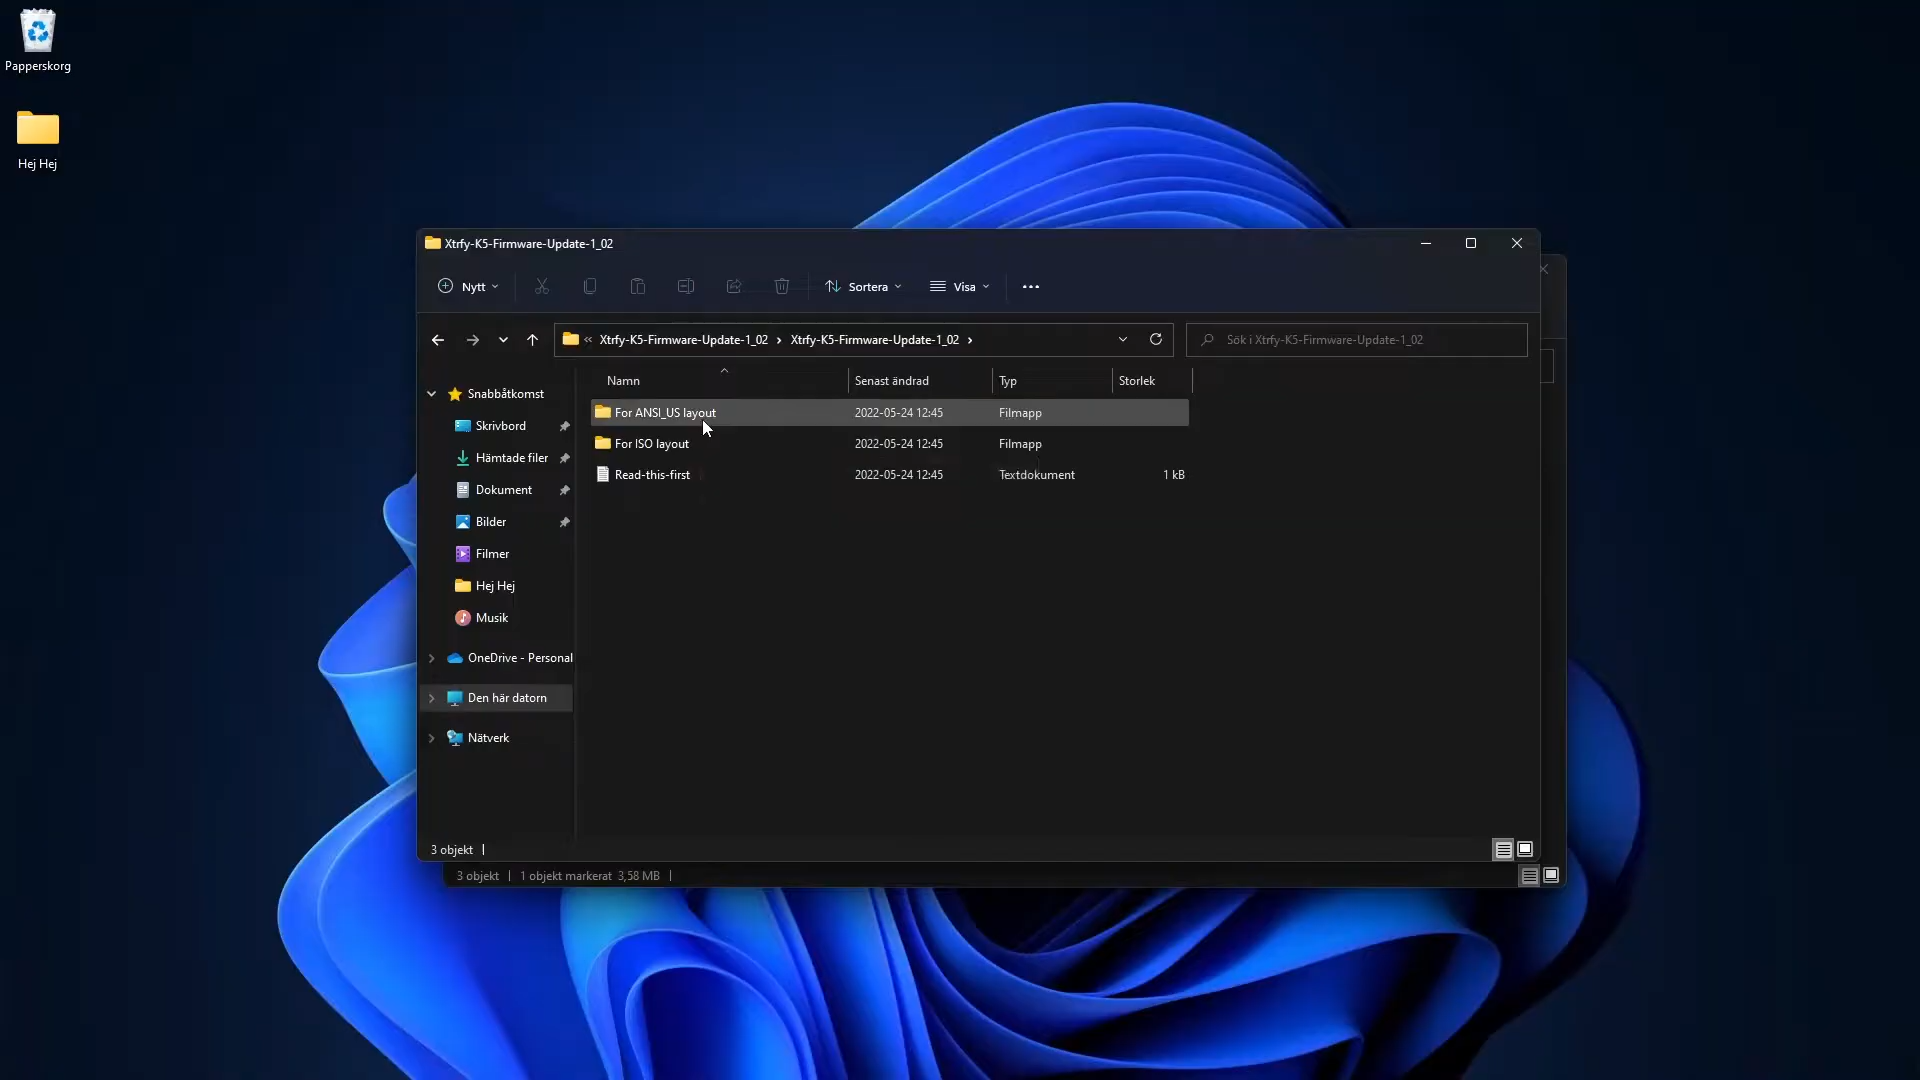 Papperskorg
Hej Hej
Xtrfy-K5-Firmware-Update-1_02
Nytt
Sortera
Visa
« Xtrfy-K5-Firmware-Update-1_02 › Xtrfy-K5-Firmware-Update-1_02 ›
Sök i Xtrfy-K5-Firmware-Update-1_02
Snabbåtkomst
Skrivbord
Hämtade filer
Dokument
Bilder
Filmer
Hej Hej
Musik
OneDrive - Personal
Den här datorn
Nätverk
Namn Senast ändrad Typ Storlek
For ANSI_US layout 2022-05-24 12:45 Filmapp
For ISO layout 2022-05-24 12:45 Filmapp
Read-this-first 2022-05-24 12:45 Textdokument 1 kB
3 objekt
3 objekt 1 objekt markerat 3,58 MB